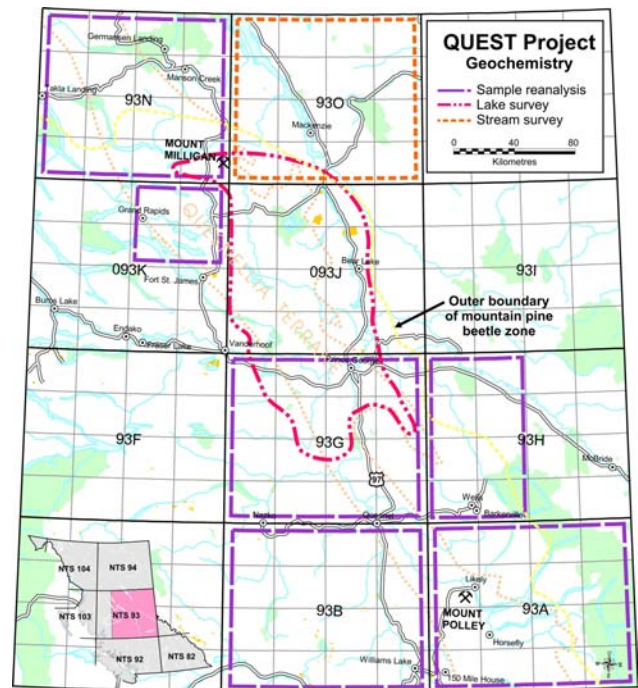 QUEST Project
Geochemistry
Sample reanalysis
Lake survey
Stream survey
0 40 80
Kilometres
Germansen Landing
Manson Creek
Takla Landing
93N
93O
Mackenzie
MOUNT
MILLIGAN
Grand Rapids
QUESNELLIA TERRANE
093K
093J
93I
Fort St. James
Bear Lake
Burns Lake
Endako
Fraser Lake
Vanderhoof
Outer boundary
of mountain pine
beetle zone
Prince George
93F
93G
93H
McBride
97
Wells
Barkerville
Nazko
Quesnel
NTS 104
NTS 94
NTS 103
NTS 93
NTS 92
NTS 82
93B
93A
Likely
MOUNT
POLLEY
Horsefly
Williams Lake
150 Mile House